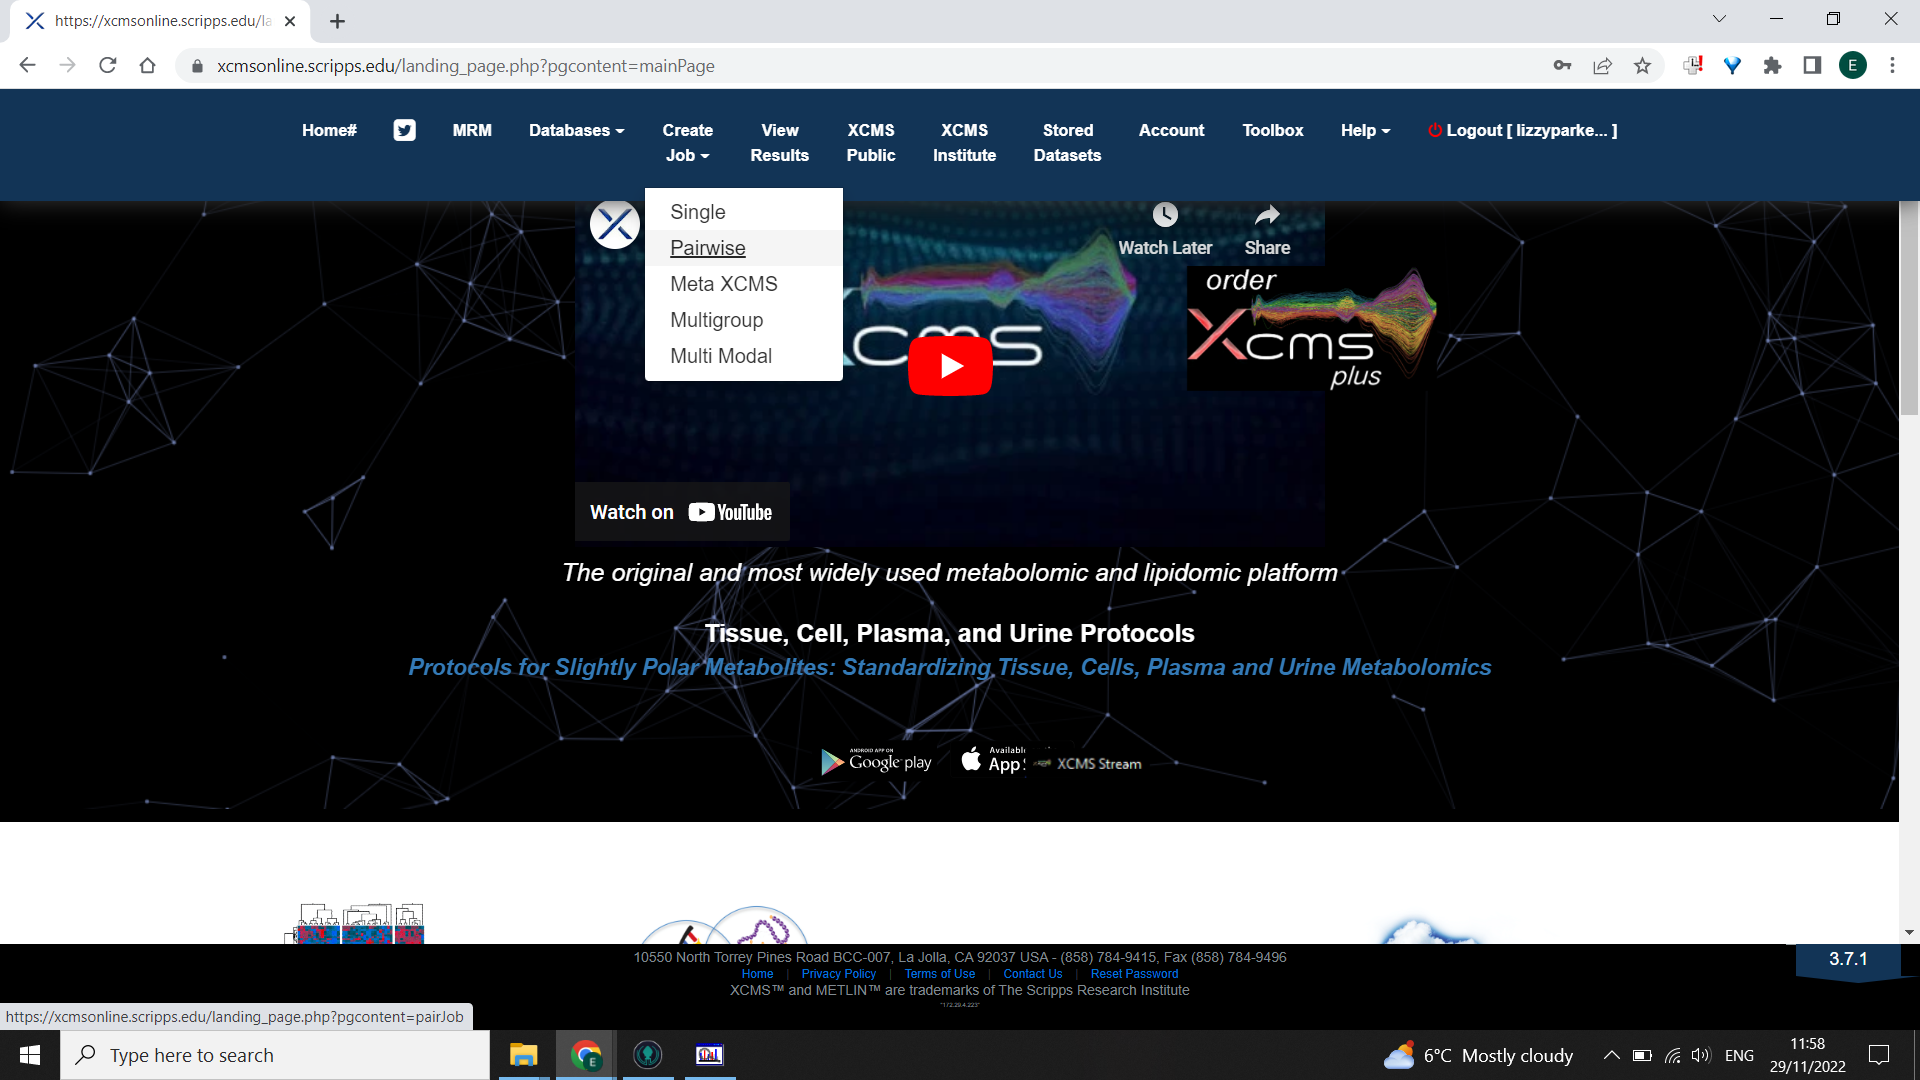 https://xcmsonline.scripps.edu/la
xcmsonline.scripps.edu/landing_page.php?pgcontent=mainPage
E
Home#
MRM
Databases
Create Job
View Results
XCMS Public
XCMS Institute
Stored Datasets
Account
Toolbox
Help
Logout [ lizzyparke... ]
Single
Pairwise
Meta XCMS
Multigroup
Multi Modal
Watch Later
Share
cms
order
Xcms
plus
Watch on YouTube
The original and most widely used metabolomic and lipidomic platform
Tissue, Cell, Plasma, and Urine Protocols
Protocols for Slightly Polar Metabolites: Standardizing Tissue, Cells, Plasma and Urine Metabolomics
ANDROID APP ON
Google play
Available
App
XCMS Stream
10550 North Torrey Pines Road BCC-007, La Jolla, CA 92037 USA - (858) 784-9415, Fax (858) 784-9496
Home | Privacy Policy | Terms of Use | Contact Us | Reset Password
XCMS™ and METLIN™ are trademarks of The Scripps Research Institute
"172.29.4.223"
3.7.1
https://xcmsonline.scripps.edu/landing_page.php?pgcontent=pairJob
Type here to search
E
6°C Mostly cloudy
ENG
11:58
29/11/2022